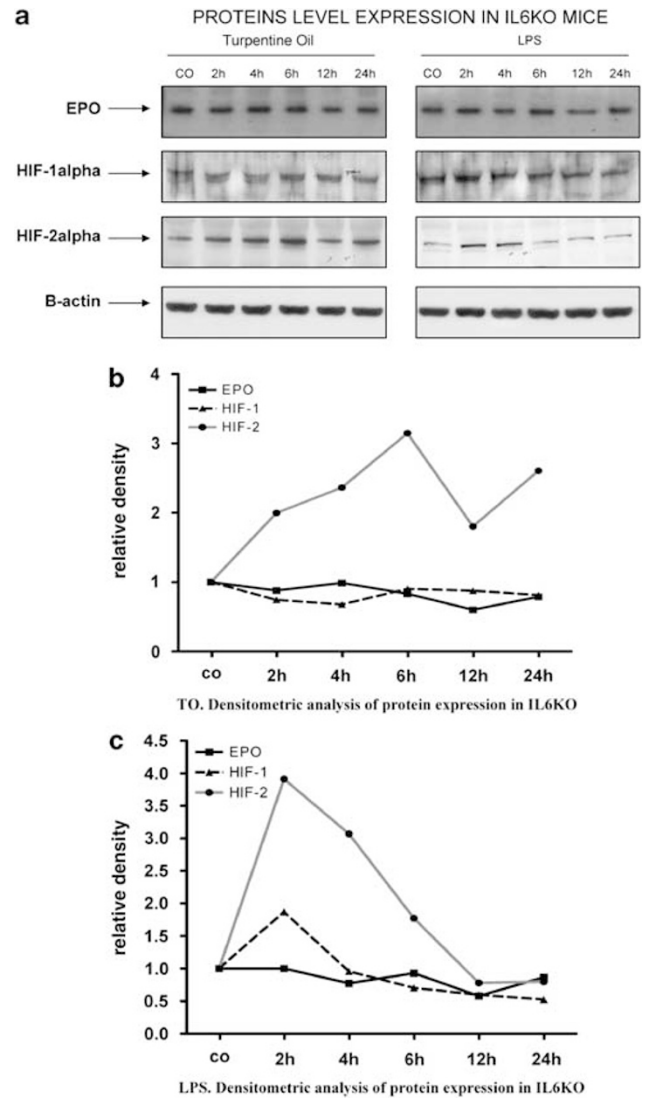 a PROTEINS LEVEL EXPRESSION IN IL6KO MICE
Turpentine Oil LPS
CO 2h 4h 6h 12h 24h CO 2h 4h 6h 12h 24h
EPO
HIF-1alpha
HIF-2alpha
B-actin
b
4
3
2
1
0
relative density
EPO
HIF-1
HIF-2
co 2h 4h 6h 12h 24h
TO. Densitometric analysis of protein expression in IL6KO
c
4.5
4.0
3.5
3.0
2.5
2.0
1.5
1.0
0.5
0.0
relative density
EPO
HIF-1
HIF-2
co 2h 4h 6h 12h 24h
LPS. Densitometric analysis of protein expression in IL6KO